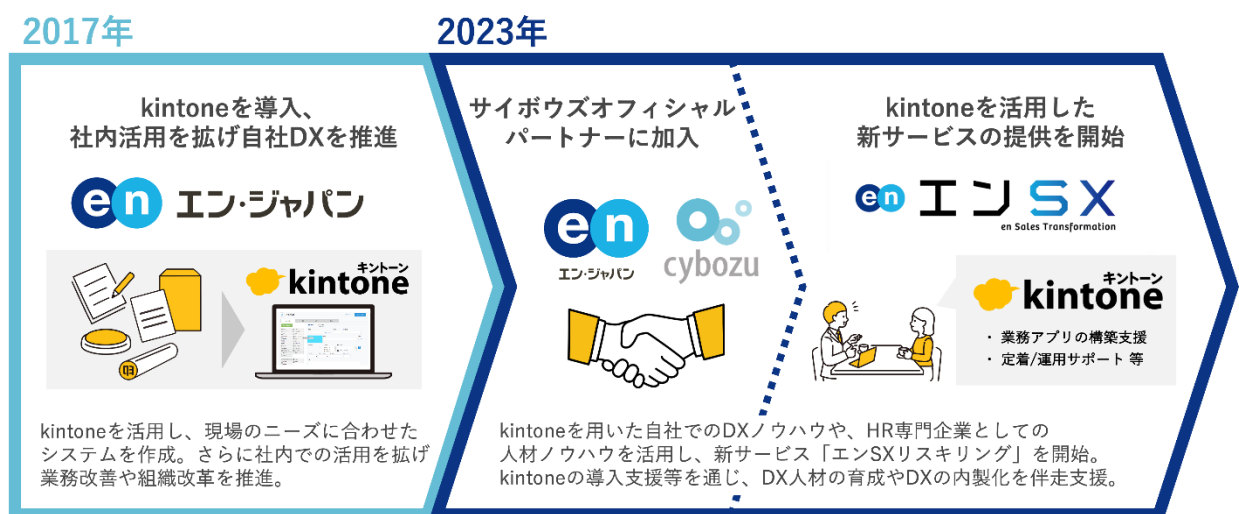 2017年
kintoneを導入、
社内活用を拡げ自社DXを推進
en エン・ジャパン
キントーン
kintone
印
kintoneを活用し、現場のニーズに合わせた
システムを作成。さらに社内での活用を拡げ
業務改善や組織改革を推進。
2023年
サイボウズオフィシャル
パートナーに加入
en
エン・ジャパン
cybozu
kintoneを活用した
新サービスの提供を開始
en エン SX
en Sales Transformation
キントーン
kintone
・ 業務アプリの構築支援
・ 定着/運用サポート 等
kintoneを用いた自社でのDXノウハウや、HR専門企業としての
人材ノウハウを活用し、新サービス「エンSXリスキリング」を開始。
kintoneの導入支援等を通じ、DX人材の育成やDXの内製化を伴走支援。